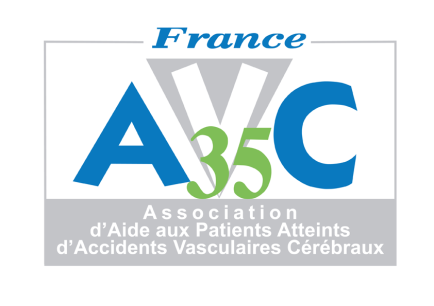 France
AVC
35
Association
d'Aide aux Patients Atteints
d'Accidents Vasculaires Cérébraux